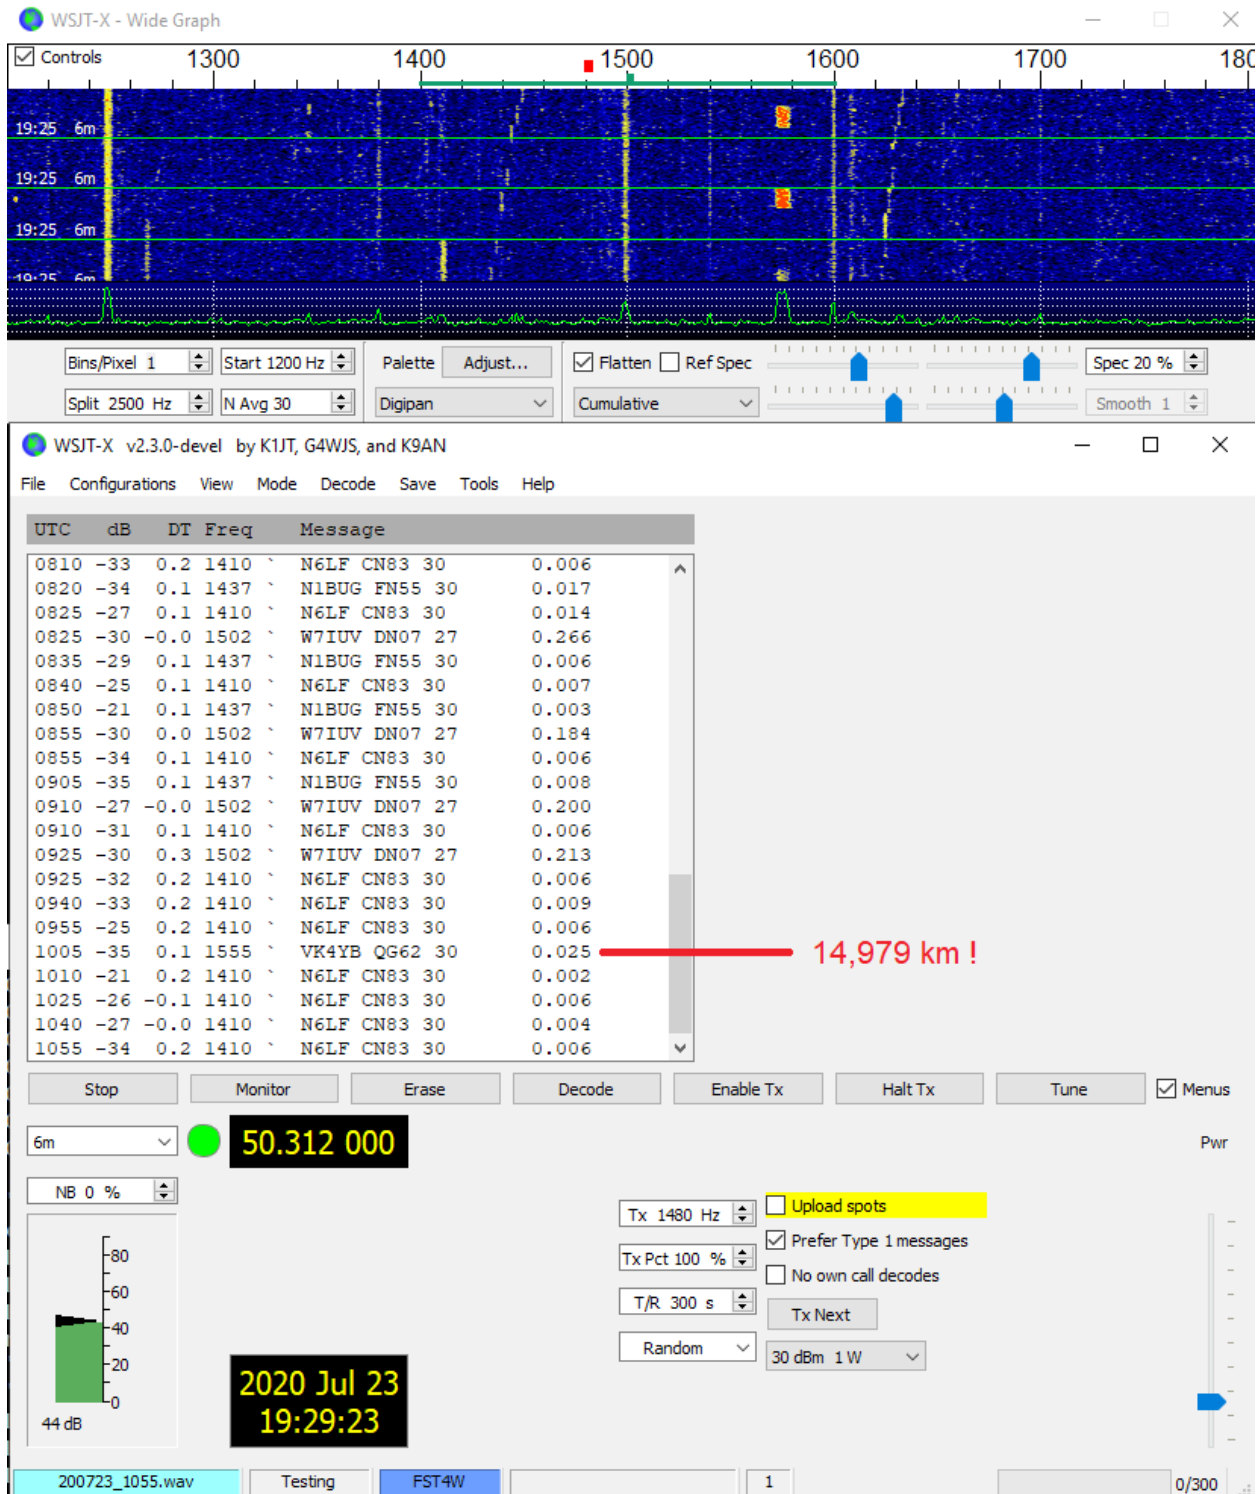 WSJT-X - Wide Graph
Controls 1300 1400 1500 1600 1700 180
19:25 6m
19:25 6m
19:25 6m
19:25 6m
Bins/Pixel 1 Start 1200 Hz Palette Adjust... Flatten Ref Spec Spec 20 %
Split 2500 Hz N Avg 30 Digipan Cumulative Smooth 1
WSJT-X v2.3.0-devel by K1JT, G4WJS, and K9AN
File Configurations View Mode Decode Save Tools Help
UTC dB DT Freq Message
0810 -33 0.2 1410 ` N6LF CN83 30 0.006
0820 -34 0.1 1437 ` N1BUG FN55 30 0.017
0825 -27 0.1 1410 ` N6LF CN83 30 0.014
0825 -30 -0.0 1502 ` W7IUV DN07 27 0.266
0835 -29 0.1 1437 ` N1BUG FN55 30 0.006
0840 -25 0.1 1410 ` N6LF CN83 30 0.007
0850 -21 0.1 1437 ` N1BUG FN55 30 0.003
0855 -30 0.0 1502 ` W7IUV DN07 27 0.184
0855 -34 0.1 1410 ` N6LF CN83 30 0.006
0905 -35 0.1 1437 ` N1BUG FN55 30 0.008
0910 -27 -0.0 1502 ` W7IUV DN07 27 0.200
0910 -31 0.1 1410 ` N6LF CN83 30 0.006
0925 -30 0.3 1502 ` W7IUV DN07 27 0.213
0925 -32 0.2 1410 ` N6LF CN83 30 0.006
0940 -33 0.2 1410 ` N6LF CN83 30 0.009
0955 -25 0.2 1410 ` N6LF CN83 30 0.006
1005 -35 0.1 1555 ` VK4YB QG62 30 0.025 14,979 km !
1010 -21 0.2 1410 ` N6LF CN83 30 0.002
1025 -26 -0.1 1410 ` N6LF CN83 30 0.006
1040 -27 -0.0 1410 ` N6LF CN83 30 0.004
1055 -34 0.2 1410 ` N6LF CN83 30 0.006
Stop Monitor Erase Decode Enable Tx Halt Tx Tune Menus
6m 50.312 000 Pwr
NB 0 %
Tx 1480 Hz Upload spots
Prefer Type 1 messages
Tx Pct 100 % No own call decodes
T/R 300 s Tx Next
Random 30 dBm 1 W
80
60
40
20
0
44 dB
2020 Jul 23
19:29:23
200723_1055.wav Testing FST4W 1 0/300